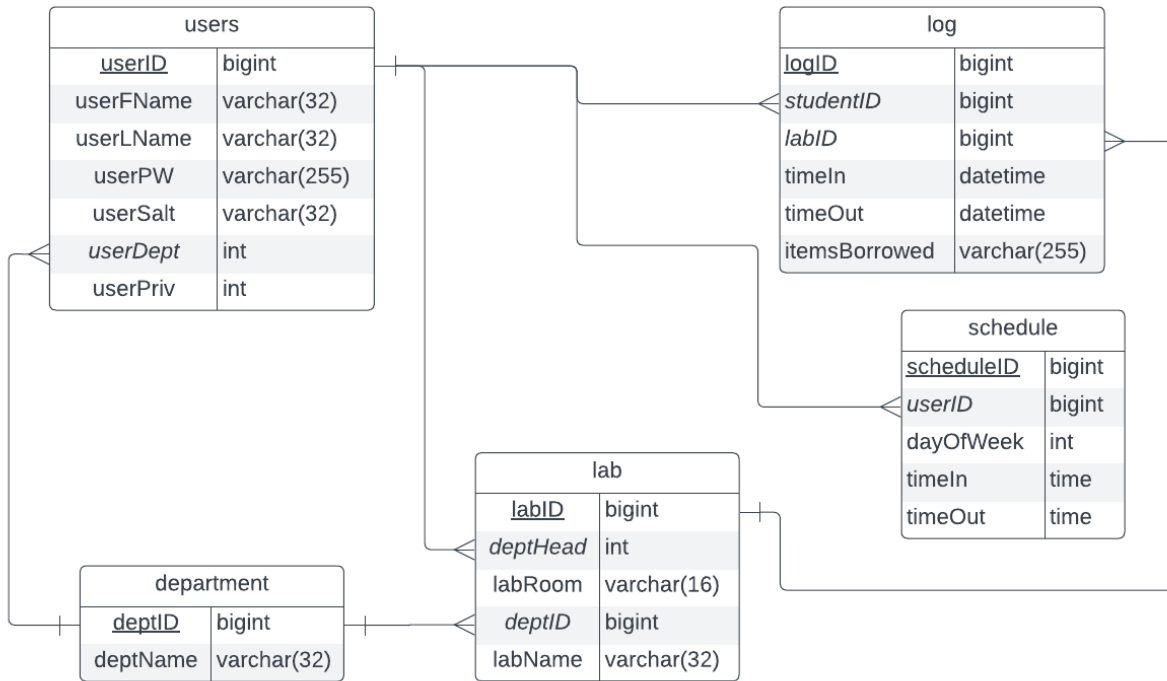 users
userID bigint
userFName varchar(32)
userLName varchar(32)
userPW varchar(255)
userSalt varchar(32)
userDept int
userPriv int
log
logID bigint
studentID bigint
labID bigint
timeIn datetime
timeOut datetime
itemsBorrowed varchar(255)
schedule
scheduleID bigint
userID bigint
dayOfWeek int
timeIn time
timeOut time
lab
labID bigint
deptHead int
labRoom varchar(16)
deptID bigint
labName varchar(32)
department
deptID bigint
deptName varchar(32)